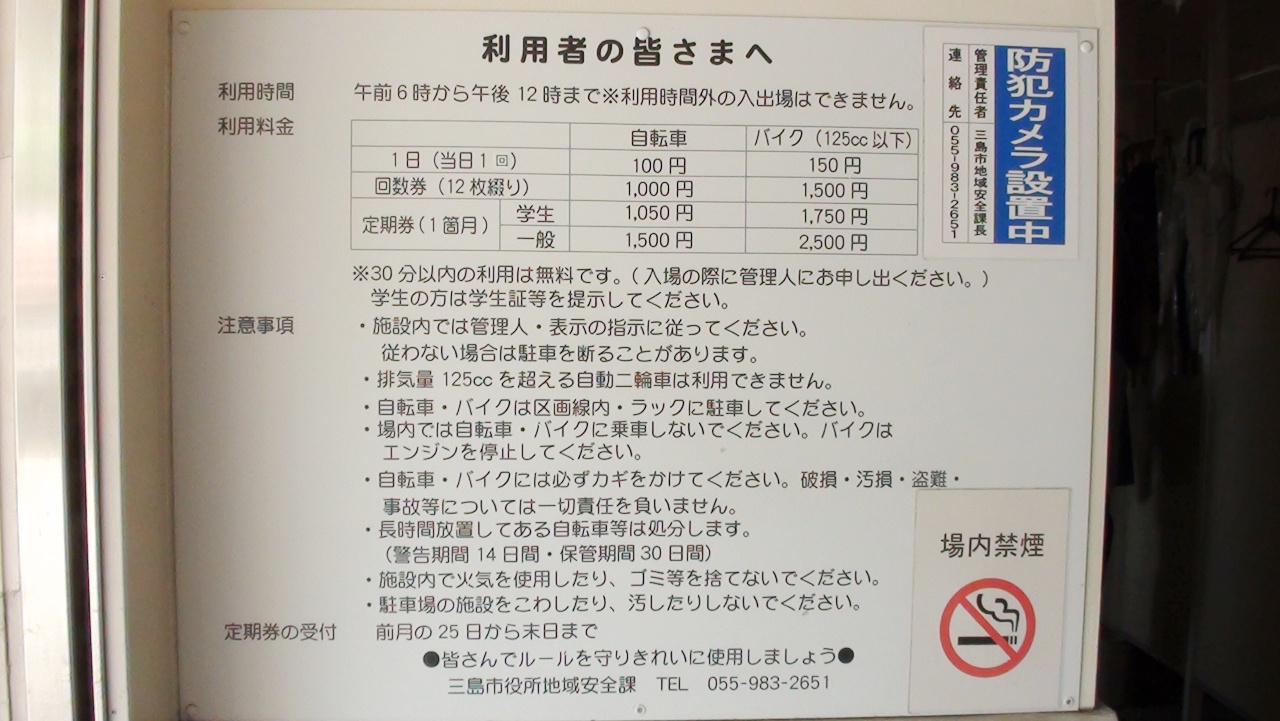 利用者の皆さまへ
利用時間 午前6時から午後12時まで※利用時間外の入出場はできません。
利用料金
自転車 バイク（125cc以下）
1日（当日1回） 100円 150円
回数券（12枚綴り） 1,000円 1,500円
定期券(1箇月) 学生 1,050円 1,750円
一般 1,500円 2,500円
※30分以内の利用は無料です。(入場の際に管理人にお申し出ください。)
学生の方は学生証等を提示してください。
注意事項 ・施設内では管理人・表示の指示に従ってください。
従わない場合は駐車を断ることがあります。
・排気量125ccを超える自動二輪車は利用できません。
・自転車・バイクは区画線内・ラックに駐車してください。
・場内では自転車・バイクに乗車しないでください。バイクは
エンジンを停止してください。
・自転車・バイクには必ずカギをかけてください。破損・汚損・盗難・
事故等については一切責任を負いません。
・長時間放置してある自転車等は処分します。
（警告期間14日間・保管期間30日間）
・施設内で火気を使用したり、ゴミ等を捨てないでください。
・駐車場の施設をこわしたり、汚したりしないでください。
定期券の受付 前月の25日から末日まで
●皆さんでルールを守りきれいに使用しましょう●
三島市役所地域安全課 TEL 055-983-2651
防犯カメラ設置中
管理責任者 三島市地域安全課長
連絡先 055-983-2651
場内禁煙